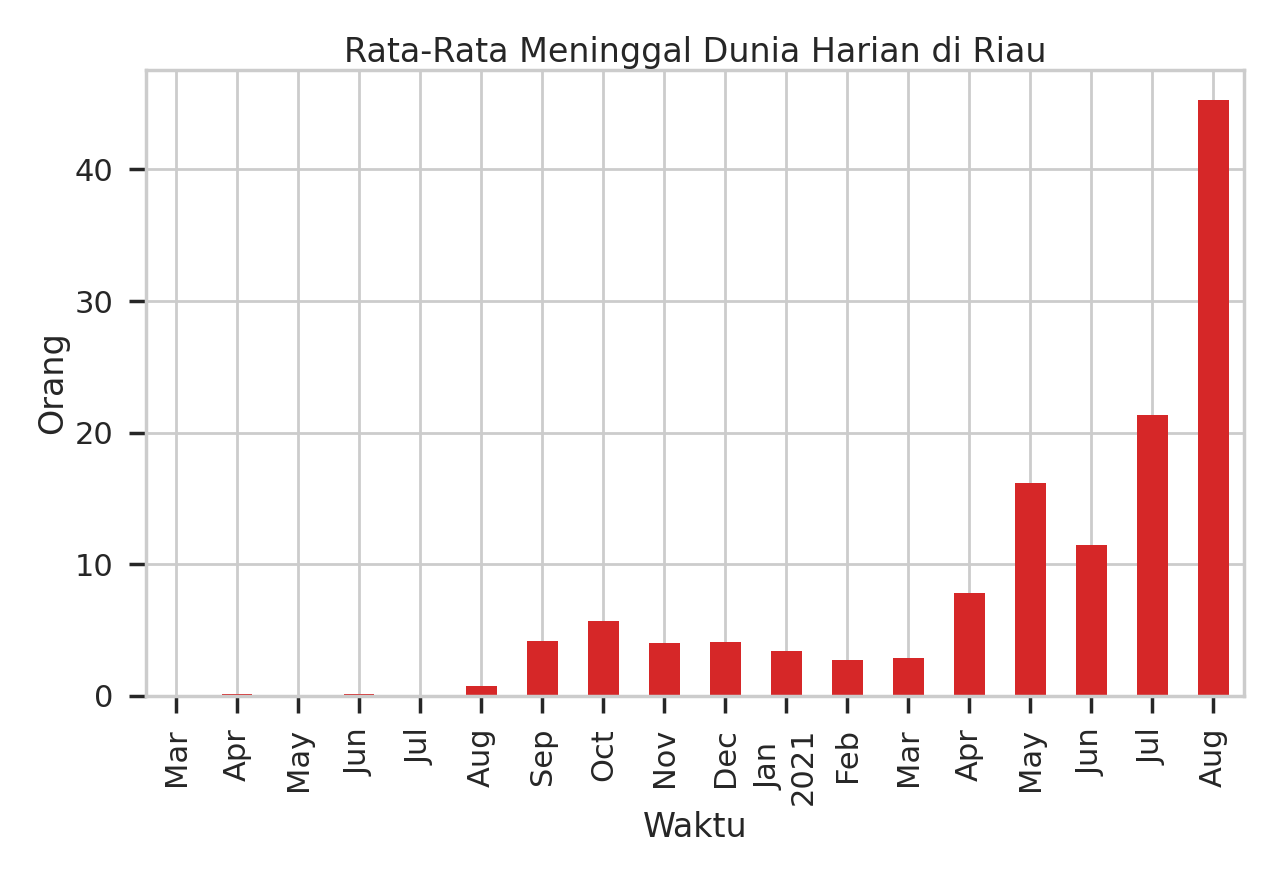 Rata-Rata Meninggal Dunia Harian di Riau
Orang
40
30
20
10
0
Mar
Apr
May
Jun
Jul
Aug
Sep
Oct
Nov
Dec
Jan
2021
Feb
Mar
Apr
May
Jun
Jul
Aug
Waktu